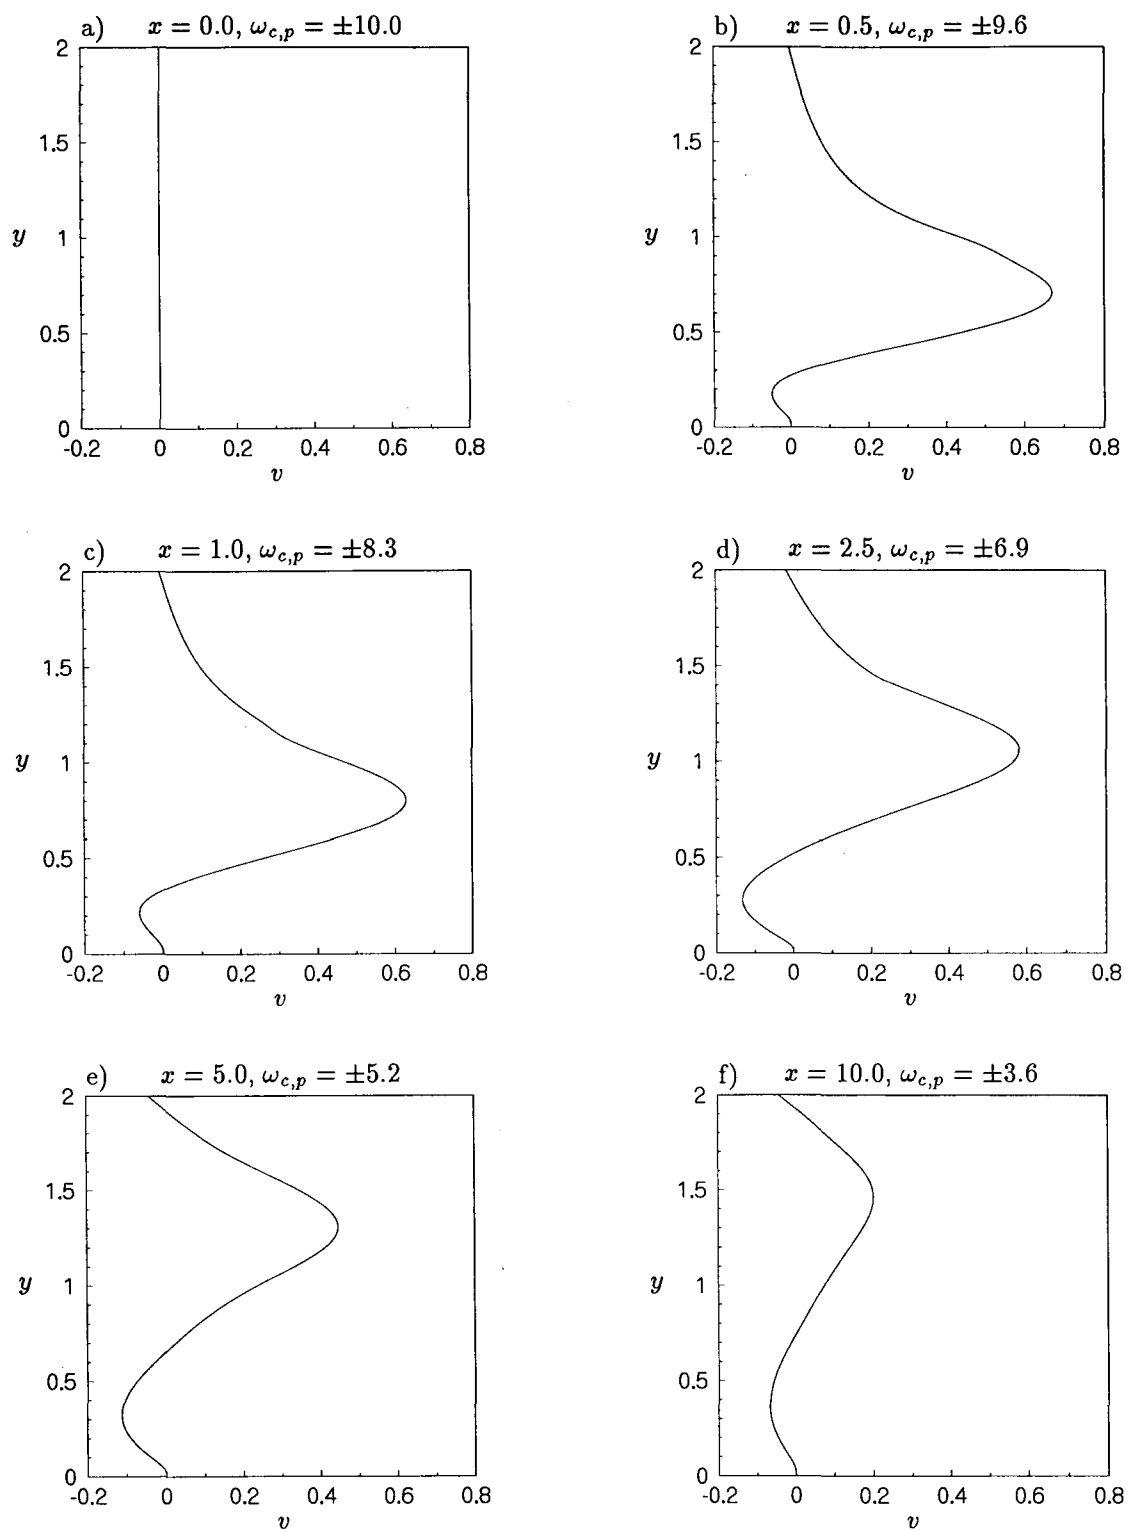 a) x = 0.0, ω_{c,p} = ±10.0
2
1.5
y 1
0.5
0
-0.2 0 0.2 0.4 0.6 0.8
v
b) x = 0.5, ω_{c,p} = ±9.6
2
1.5
y 1
0.5
0
-0.2 0 0.2 0.4 0.6 0.8
v
c) x = 1.0, ω_{c,p} = ±8.3
2
1.5
y 1
0.5
0
-0.2 0 0.2 0.4 0.6 0.8
v
d) x = 2.5, ω_{c,p} = ±6.9
2
1.5
y 1
0.5
0
-0.2 0 0.2 0.4 0.6 0.8
v
e) x = 5.0, ω_{c,p} = ±5.2
2
1.5
y 1
0.5
0
-0.2 0 0.2 0.4 0.6 0.8
v
f) x = 10.0, ω_{c,p} = ±3.6
2
1.5
y 1
0.5
0
-0.2 0 0.2 0.4 0.6 0.8
v